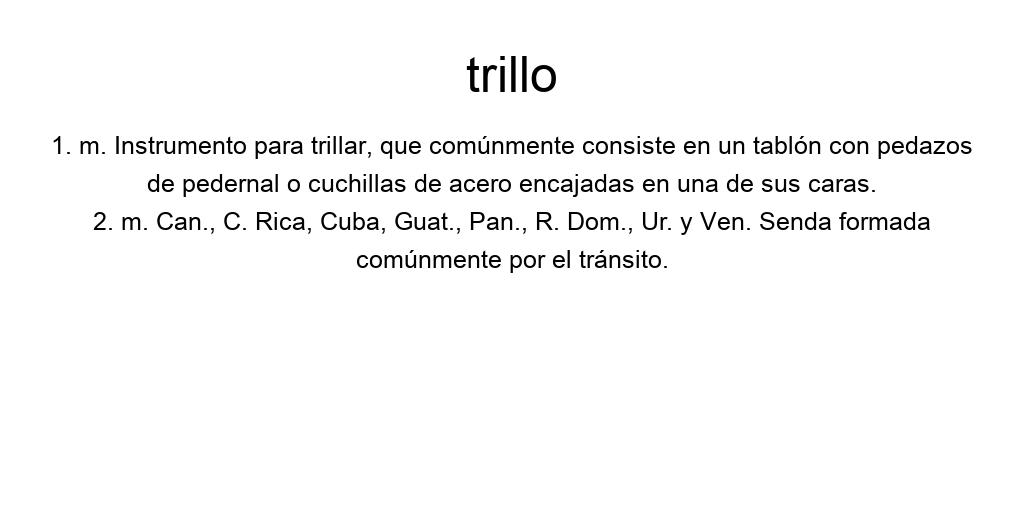 trillo
1. m. Instrumento para trillar, que comúnmente consiste en un tablón con pedazos
de pedernal o cuchillas de acero encajadas en una de sus caras.
2. m. Can., C. Rica, Cuba, Guat., Pan., R. Dom., Ur. y Ven. Senda formada
comúnmente por el tránsito.